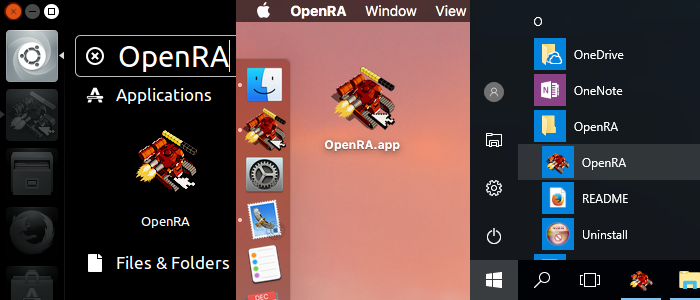 OpenRA
Applications
OpenRA
Files & Folders
OpenRA Window View
OpenRA.app
DEC
O
OneDrive
OneNote
OpenRA
OpenRA
README
Uninstall